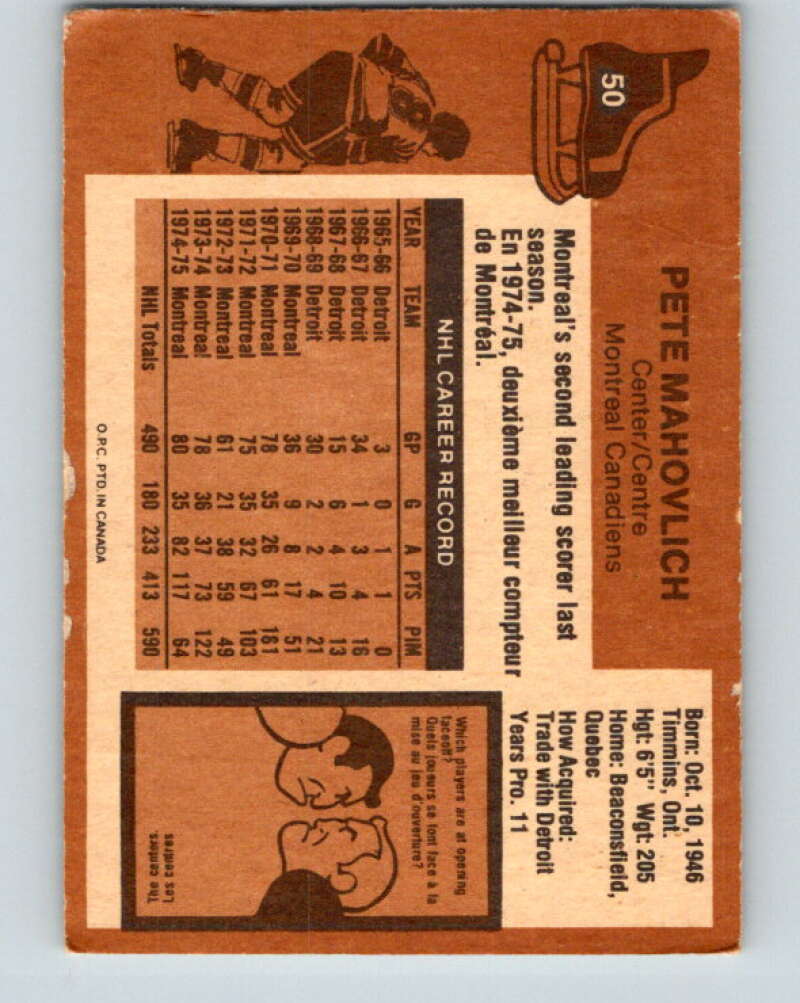 50
PETE MAHOVLICH
Center/Centre
Montreal Canadiens
Born: Oct. 10, 1946
Timmins, Ont.
Hgt: 6'5" Wgt: 205
Home: Beaconsfield,
Quebec
How Acquired:
Trade with Detroit
Years Pro. 11
Montreal's second leading scorer last
season.
En 1974-75, deuxième meilleur compteur
de Montréal.
NHL CAREER RECORD
YEAR TEAM GP G A PTS PIM
1965-66 Detroit 3 0 1 1 0
1966-67 Detroit 34 1 3 4 16
1967-68 Detroit 15 6 4 10 13
1968-69 Detroit 30 2 2 4 21
1969-70 Montreal 36 9 8 17 51
1970-71 Montreal 78 35 26 61 181
1971-72 Montreal 75 35 32 67 103
1972-73 Montreal 61 21 38 59 49
1973-74 Montreal 78 36 37 73 122
1974-75 Montreal 80 35 82 117 64
NHL Totals 490 180 233 413 590
Which players are at opening
faceoff?
Quels joueurs se font face à la
mise au jeu d'ouverture?
The centers.
Les centres
O.P.C. PTD. IN CANADA
8